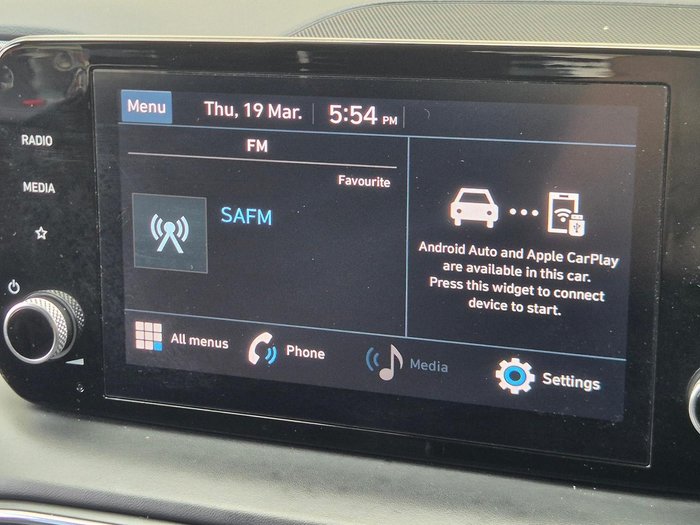 RADIO
MEDIA
Menu
Thu, 19 Mar.
5:54 PM
FM
Favourite
SAFM
Android Auto and Apple CarPlay
are available in this car.
Press this widget to connect
device to start.
All menus
Phone
Media
Settings